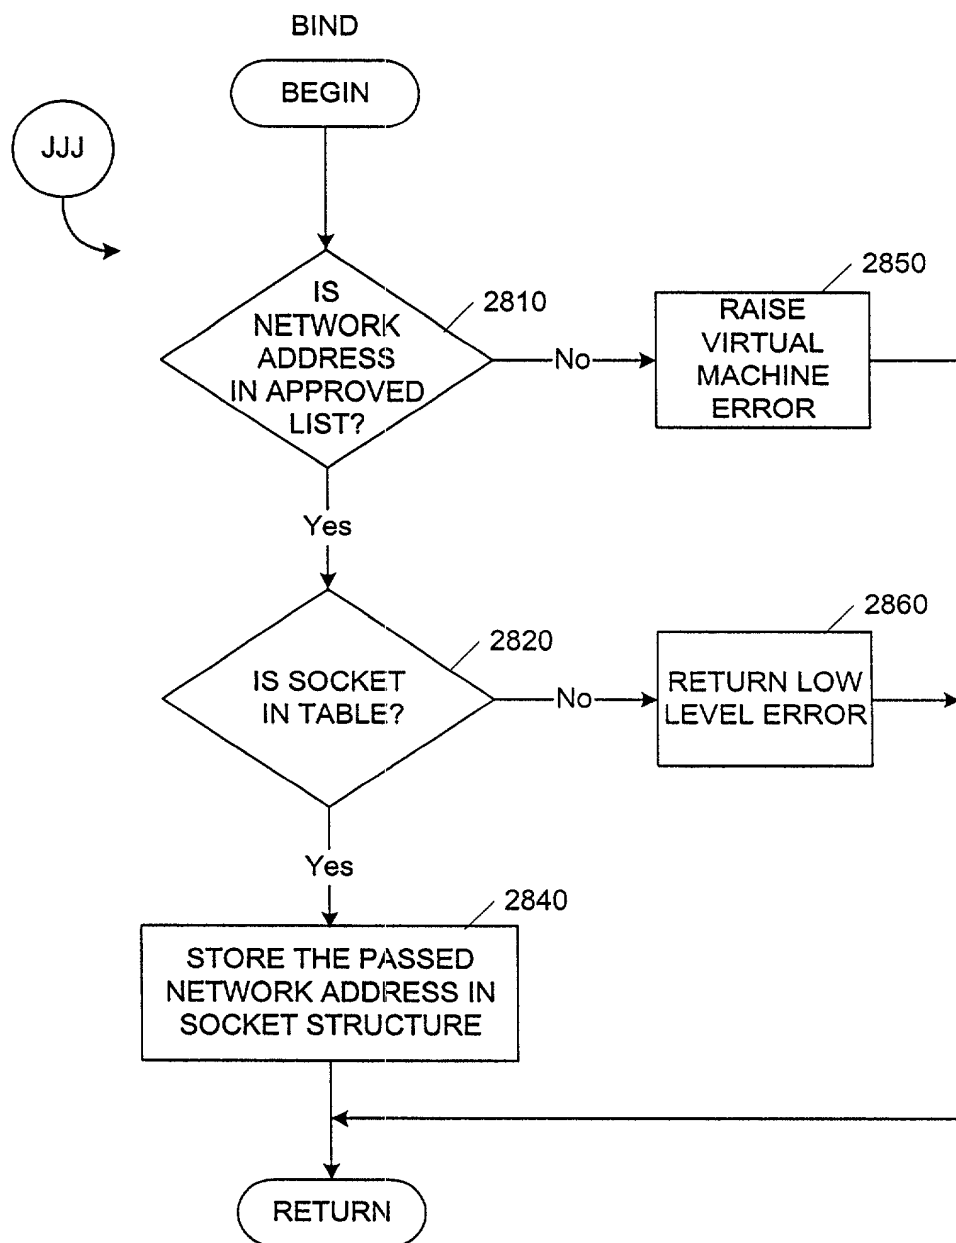 BIND
BEGIN
JJJ
IS
NETWORK
ADDRESS
IN APPROVED
LIST?
2810
No
2850
RAISE
VIRTUAL
MACHINE
ERROR
Yes
IS SOCKET
IN TABLE?
2820
No
2860
RETURN LOW
LEVEL ERROR
Yes
2840
STORE THE PASSED
NETWORK ADDRESS IN
SOCKET STRUCTURE
RETURN